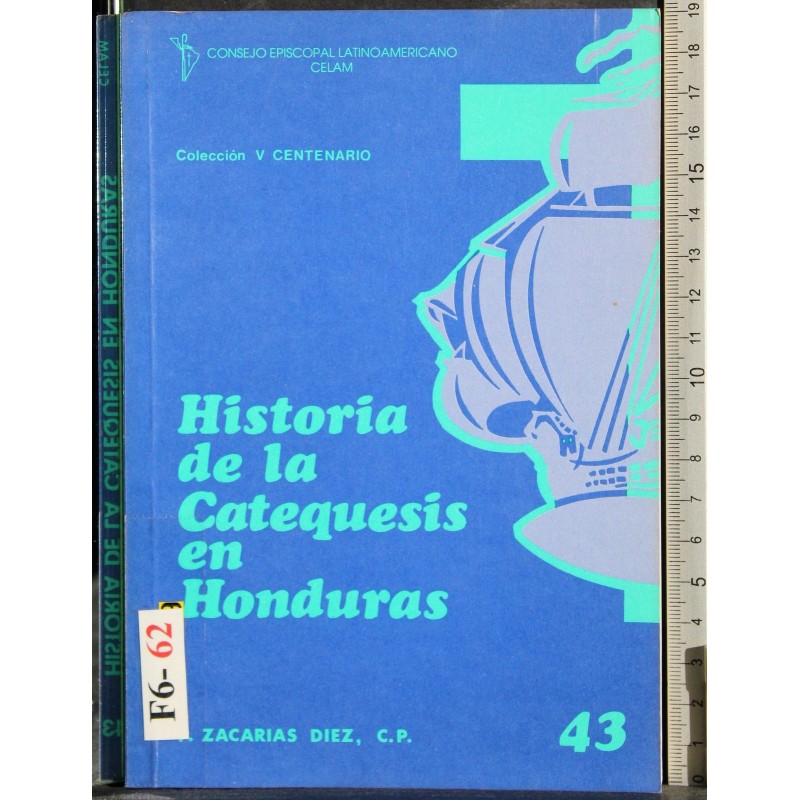 CONSEJO EPISCOPAL LATINOAMERICANO
CELAM
Colección V CENTENARIO
Historia
de la
Catequesis
en
Honduras
F6-62
ZACARIAS DIEZ, C.P.
43
HISTORIA DE LA CATEQUESIS EN HONDURAS
CELAM
43
19
18
17
16
15
14
13
12
11
10
9
8
7
6
5
4
3
2
1
0